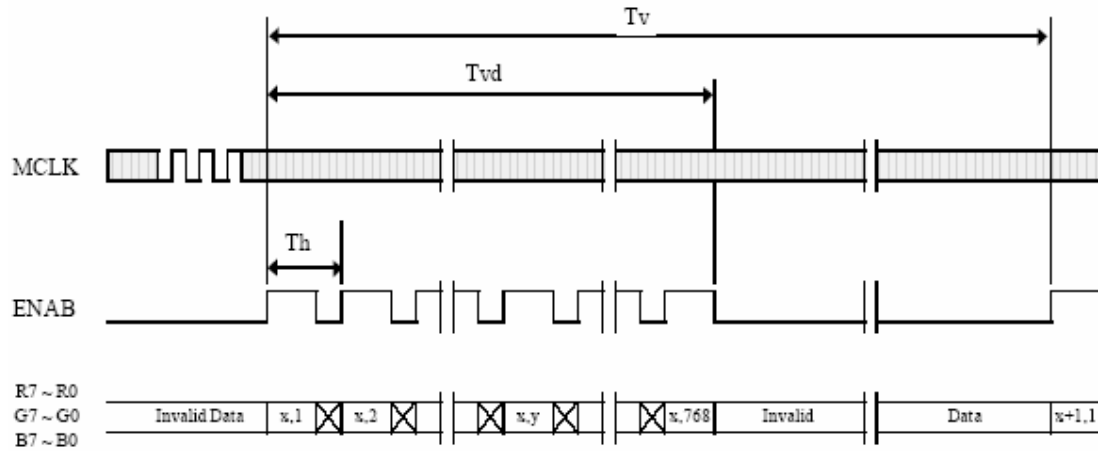 Tv
Tvd
MCLK
Th
ENAB
R7 ~ R0
G7 ~ G0
B7 ~ B0
Invalid Data x,1 x,2 x,y x,768 Invalid Data x+1,1